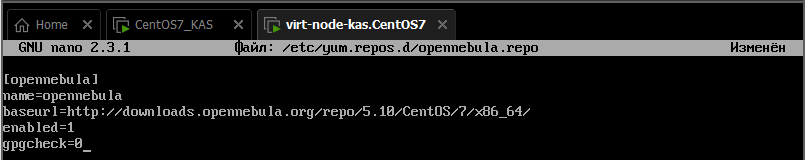 Home
CentOS7_KAS
virt-node-kas.CentOS7
GNU nano 2.3.1 Файл: /etc/yum.repos.d/opennebula.repo Изменён
[opennebula]
name=opennebula
baseurl=http://downloads.opennebula.org/repo/5.10/CentOS/7/x86_64/
enabled=1
gpgcheck=0